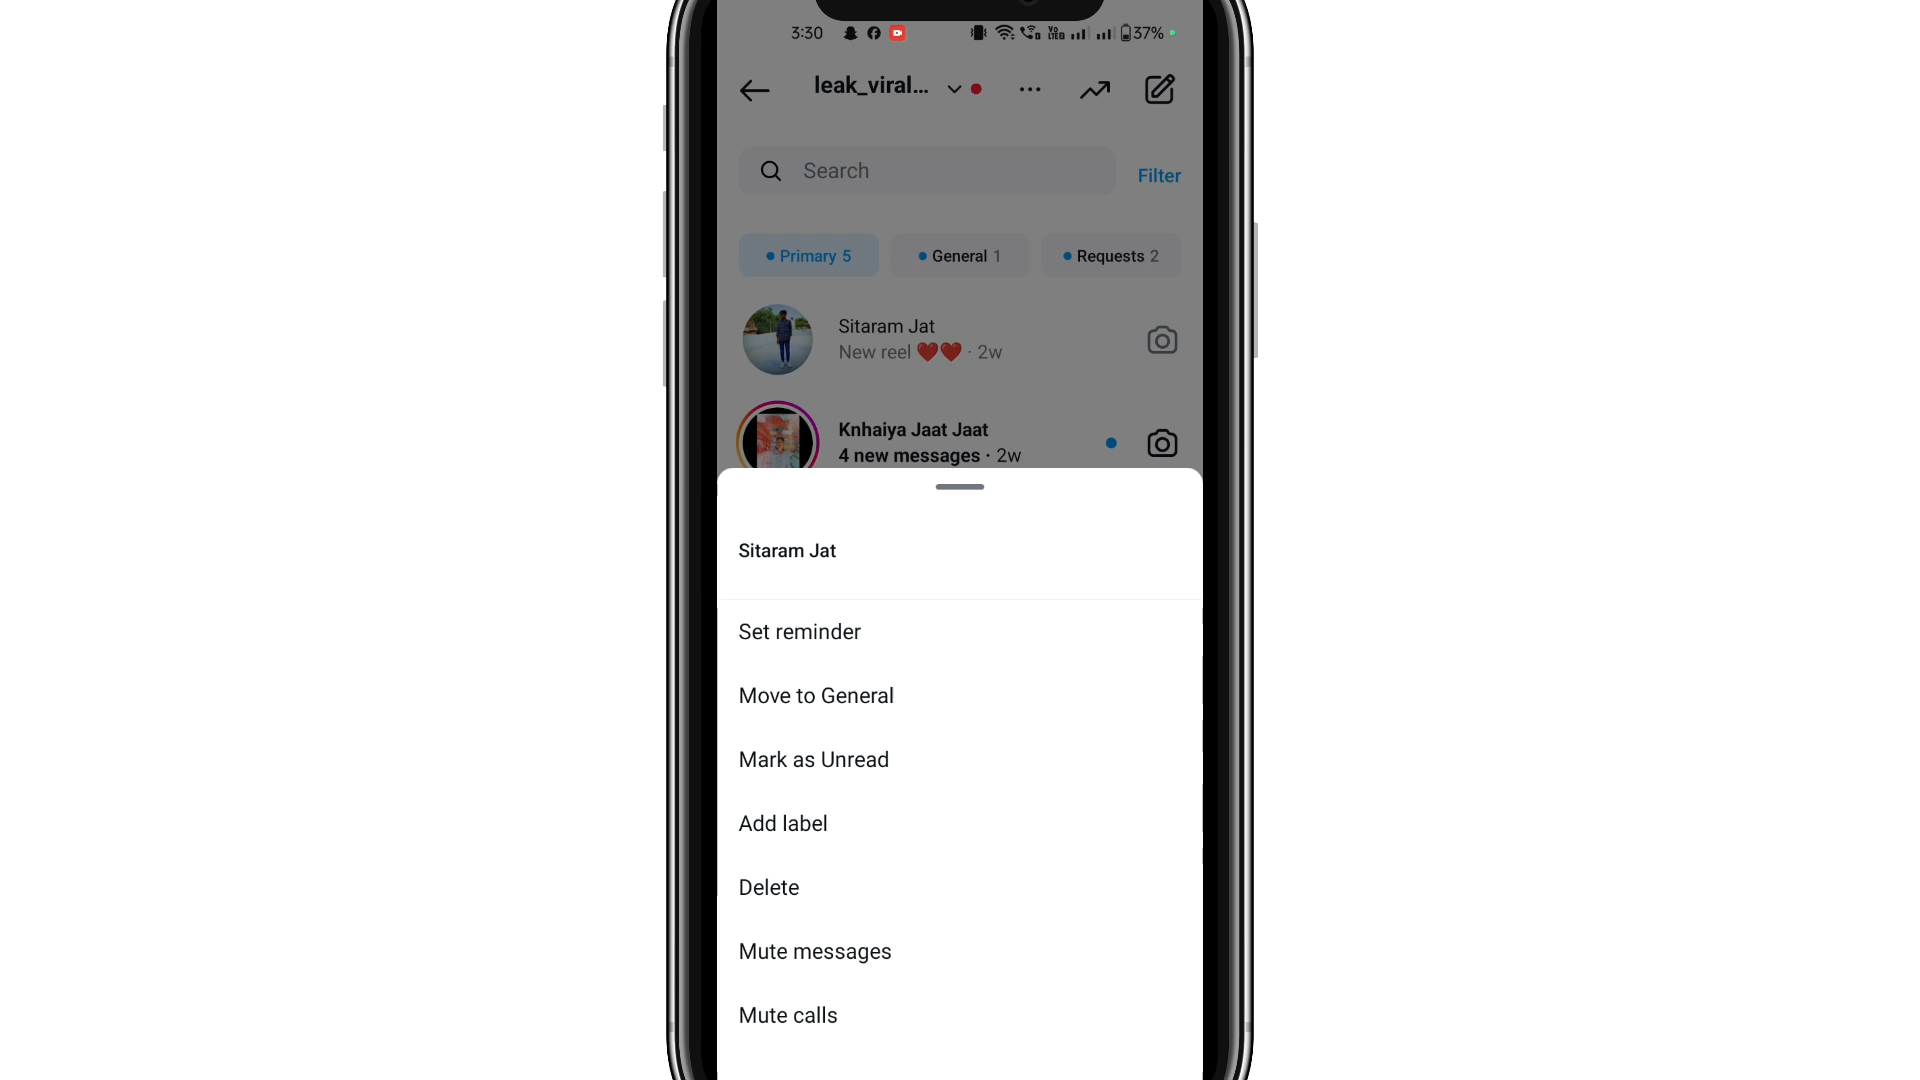 3:30
37%
leak_viral...
Search
Filter
Primary 5
General 1
Requests 2
Sitaram Jat
New reel ❤️❤️ · 2w
Knhaiya Jaat Jaat
4 new messages · 2w
Sitaram Jat
Set reminder
Move to General
Mark as Unread
Add label
Delete
Mute messages
Mute calls